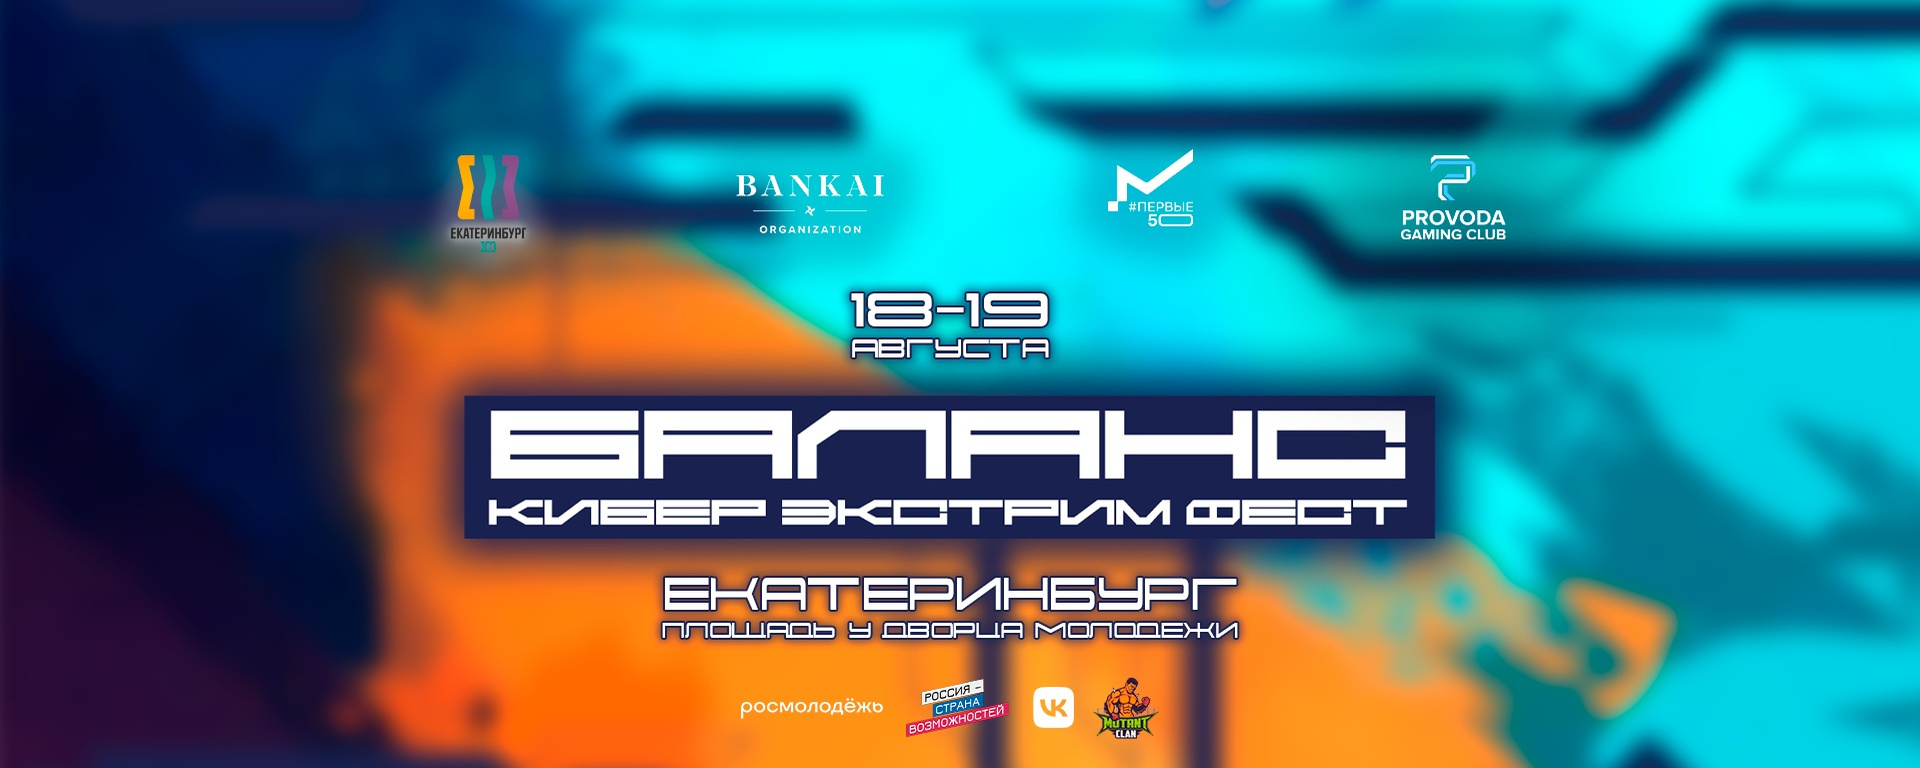 ЕКАТЕРИНБУРГ
300
BANKAI
ORGANIZATION
#ПЕРВЫЕ
50
PROVODA
GAMING CLUB
18-19
АВГУСТА
БАЛАНС
КИБЕР ЭКСТРИМ ФЕСТ
ЕКАТЕРИНБУРГ
ПЛОЩАДЬ У ДВОРЦА МОЛОДЕЖИ
росмолодёжь
РОССИЯ –
СТРАНА
ВОЗМОЖНОСТЕЙ
VK
MUTANT
CLAN